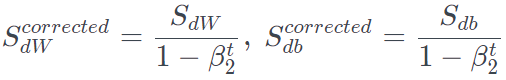 $S_{dW}^{corrected} = \frac{S_{dW}}{1 - \beta_2^t}, \; S_{db}^{corrected} = \frac{S_{db}}{1 - \beta_2^t}$